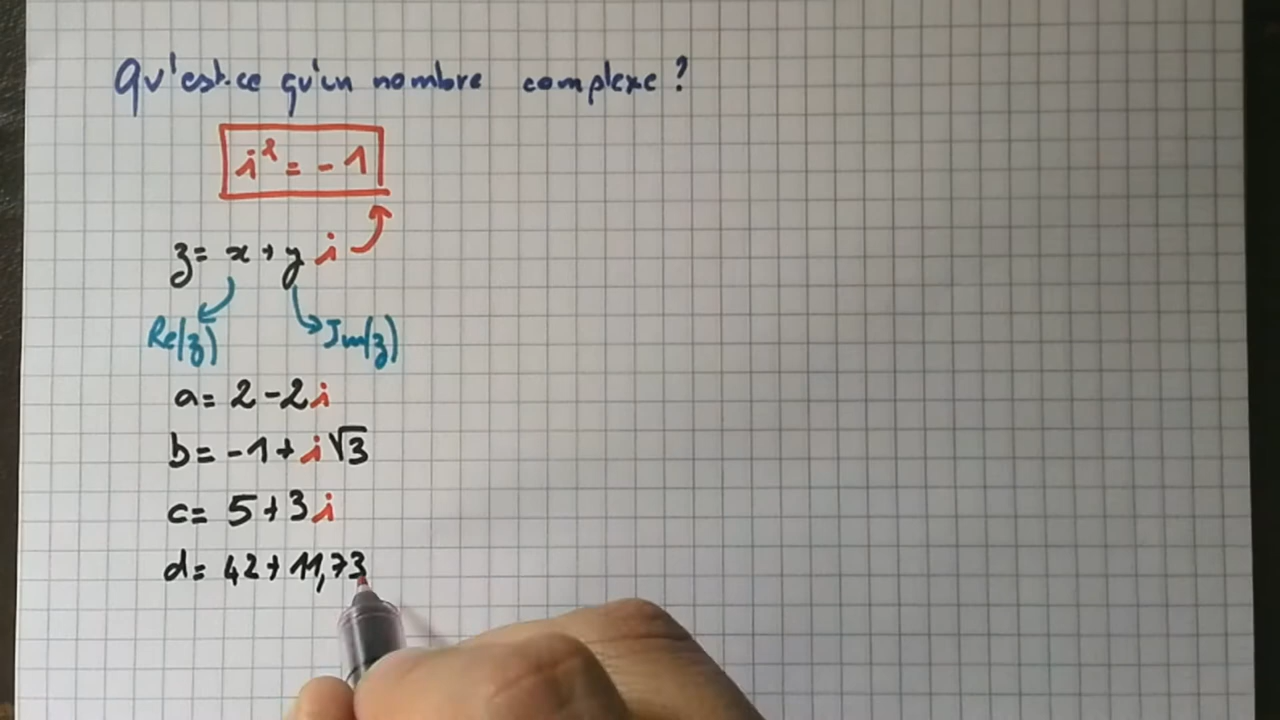 Qu'est-ce qu'un nombre complexe ?
i² = -1
z = x + y i
Re(z) Im(z)
a = 2 - 2i
b = -1 + i√3
c = 5 + 3i
d = 42 + 11,73